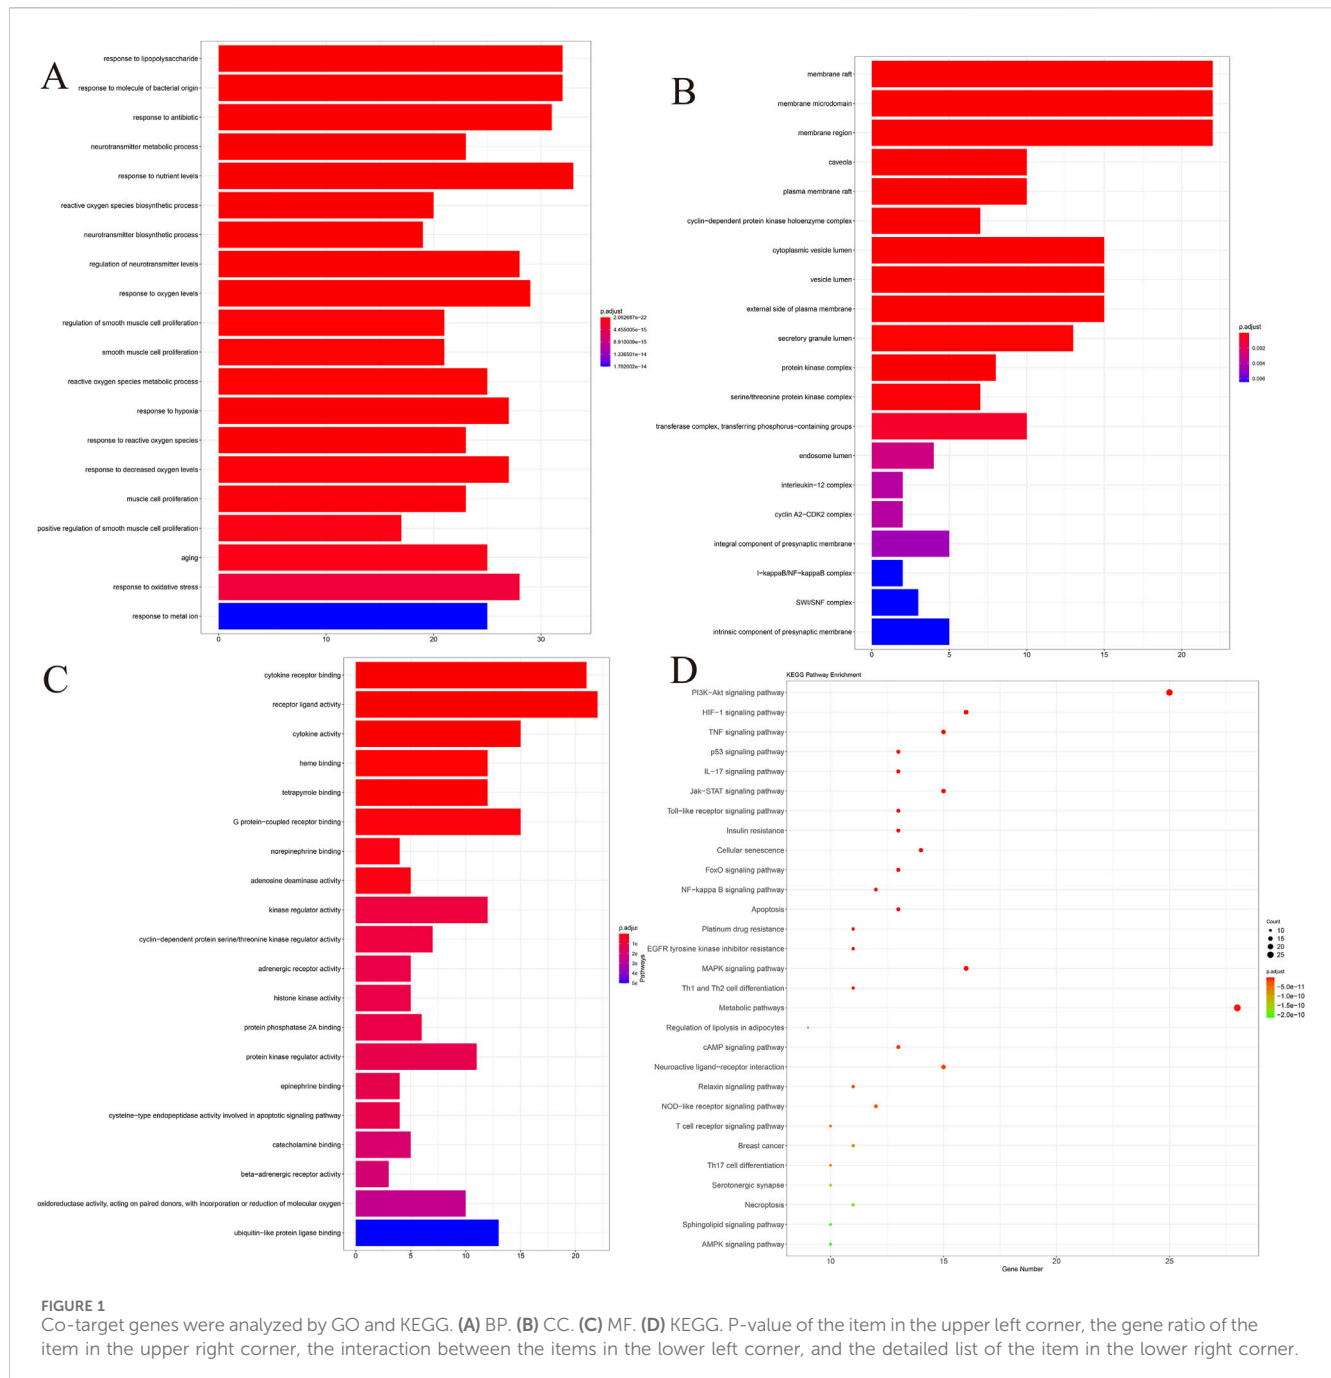 A
response to lipopolysaccharide
response to molecule of bacterial origin
response to antibiotic
neurotransmitter metabolic process
response to nutrient levels
reactive oxygen species biosynthetic process
neurotransmitter biosynthetic process
regulation of neurotransmitter levels
response to oxygen levels
regulation of smooth muscle cell proliferation
smooth muscle cell proliferation
reactive oxygen species metabolic process
response to hypoxia
response to reactive oxygen species
response to decreased oxygen levels
muscle cell proliferation
positive regulation of smooth muscle cell proliferation
aging
response to oxidative stress
response to metal ion
0 10 20 30
p.adjust
2.062687e-22
4.455005e-15
8.910009e-15
1.336501e-14
1.782002e-14
B
membrane raft
membrane microdomain
membrane region
caveola
plasma membrane raft
cyclin-dependent protein kinase holoenzyme complex
cytoplasmic vesicle lumen
vesicle lumen
external side of plasma membrane
secretory granule lumen
protein kinase complex
serine/threonine protein kinase complex
transferase complex, transferring phosphorus-containing groups
endosome lumen
interleukin-12 complex
cyclin A2-CDK2 complex
integral component of presynaptic membrane
I-kappaB/NF-kappaB complex
SWI/SNF complex
intrinsic component of presynaptic membrane
0 5 10 15 20
p.adjust
0.002
0.004
0.006
C
cytokine receptor binding
receptor ligand activity
cytokine activity
heme binding
tetrapyrrole binding
G protein-coupled receptor binding
norepinephrine binding
adenosine deaminase activity
kinase regulator activity
cyclin-dependent protein serine/threonine kinase regulator activity
adrenergic receptor activity
histone kinase activity
protein phosphatase 2A binding
protein kinase regulator activity
epinephrine binding
cysteine-type endopeptidase activity involved in apoptotic signaling pathway
catecholamine binding
beta-adrenergic receptor activity
oxidoreductase activity, acting on paired donors, with incorporation or reduction of molecular oxygen
ubiquitin-like protein ligase binding
0 5 10 15 20
p.adjus
1e
2e
3e
4e
5e
Pathways
D
KEGG Pathway Enrichment
PI3K-Akt signaling pathway
HIF-1 signaling pathway
TNF signaling pathway
p53 signaling pathway
IL-17 signaling pathway
Jak-STAT signaling pathway
Toll-like receptor signaling pathway
Insulin resistance
Cellular senescence
FoxO signaling pathway
NF-kappa B signaling pathway
Apoptosis
Platinum drug resistance
EGFR tyrosine kinase inhibitor resistance
MAPK signaling pathway
Th1 and Th2 cell differentiation
Metabolic pathways
Regulation of lipolysis in adipocytes
cAMP signaling pathway
Neuroactive ligand-receptor interaction
Relaxin signaling pathway
NOD-like receptor signaling pathway
T cell receptor signaling pathway
Breast cancer
Th17 cell differentiation
Serotonergic synapse
Necroptosis
Sphingolipid signaling pathway
AMPK signaling pathway
10 15 20 25
Gene Number
Count
10
15
20
25
p.adjust
-5.0e-11
-1.0e-10
-1.5e-10
-2.0e-10
FIGURE 1
Co-target genes were analyzed by GO and KEGG. (A) BP. (B) CC. (C) MF. (D) KEGG. P-value of the item in the upper left corner, the gene ratio of the
item in the upper right corner, the interaction between the items in the lower left corner, and the detailed list of the item in the lower right corner.